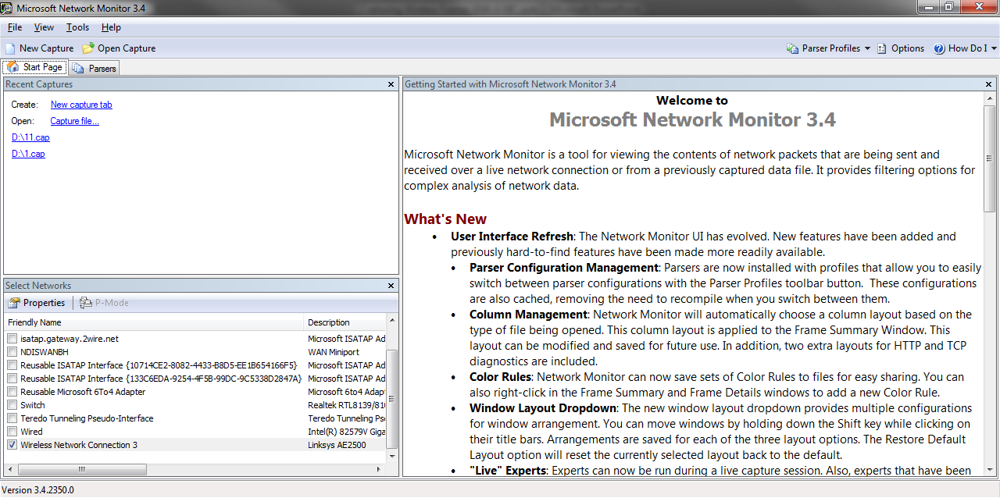 Microsoft Network Monitor 3.4
File View Tools Help
New Capture Open Capture Parser Profiles Options How Do I
Start Page Parsers
Recent Captures
Create: New capture tab
Open: Capture file...
D:\11.cap
D:\1.cap
Select Networks
Properties P-Mode
Friendly Name Description
isatap.gateway.2wire.net Microsoft ISATAP Ad
NDISWANBH WAN Miniport
Reusable ISATAP Interface {10714CE2-8082-4433-B8D5-EE1B654166F5} Microsoft ISATAP Ad
Reusable ISATAP Interface {133C6EDA-9254-4F5B-99DC-9C5338D2847A} Microsoft ISATAP Ad
Reusable Microsoft 6To4 Adapter Microsoft 6to4 Adapt
Switch Realtek RTL8139/81
Teredo Tunneling Pseudo-Interface Teredo Tunneling Ps
Wired Intel(R) 82579V Giga
Wireless Network Connection 3 Linksys AE2500
Getting Started with Microsoft Network Monitor 3.4
Welcome to
Microsoft Network Monitor 3.4
Microsoft Network Monitor is a tool for viewing the contents of network packets that are being sent and
received over a live network connection or from a previously captured data file. It provides filtering options for
complex analysis of network data.
What's New
• User Interface Refresh: The Network Monitor UI has evolved. New features have been added and
previously hard-to-find features have been made more readily available.
• Parser Configuration Management: Parsers are now installed with profiles that allow you to easily
switch between parser configurations with the Parser Profiles toolbar button. These configurations
are also cached, removing the need to recompile when you switch between them.
• Column Management: Network Monitor will automatically choose a column layout based on the
type of file being opened. This column layout is applied to the Frame Summary Window. This
layout can be modified and saved for future use. In addition, two extra layouts for HTTP and TCP
diagnostics are included.
• Color Rules: Network Monitor can now save sets of Color Rules to files for easy sharing. You can
also right-click in the Frame Summary and Frame Details windows to add a new Color Rule.
• Window Layout Dropdown: The new window layout dropdown provides multiple configurations
for window arrangement. You can move windows by holding down the Shift key while clicking on
their title bars. Arrangements are saved for each of the three layout options. The Restore Default
Layout option will reset the currently selected layout back to the default.
• "Live" Experts: Experts can now be run during a live capture session. Also, experts that have been
Version 3.4.2350.0